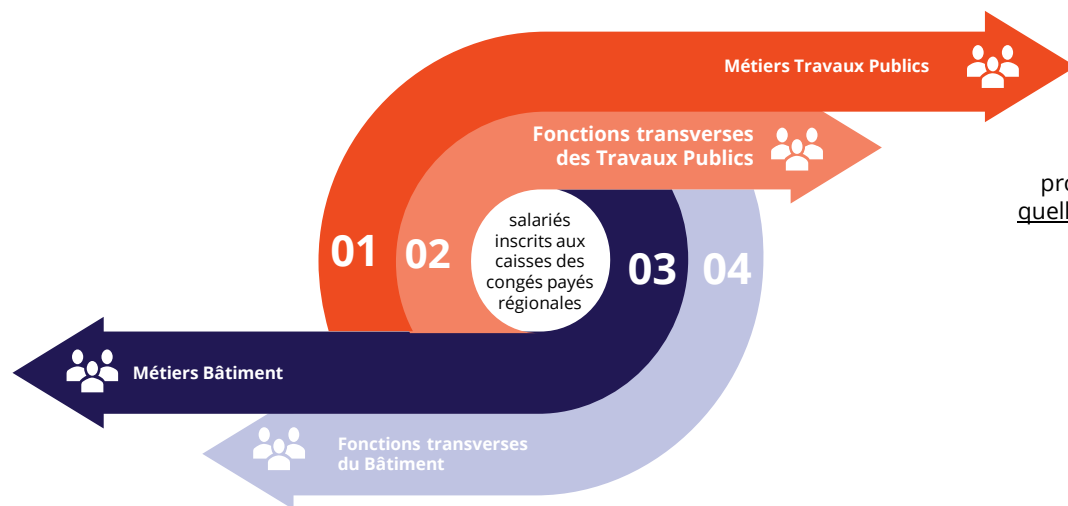 Métiers Travaux Publics
Fonctions transverses
des Travaux Publics
01
02
salariés
inscrits aux
caisses des
congés payés
régionales
03
04
Métiers Bâtiment
Fonctions transverses
du Bâtiment